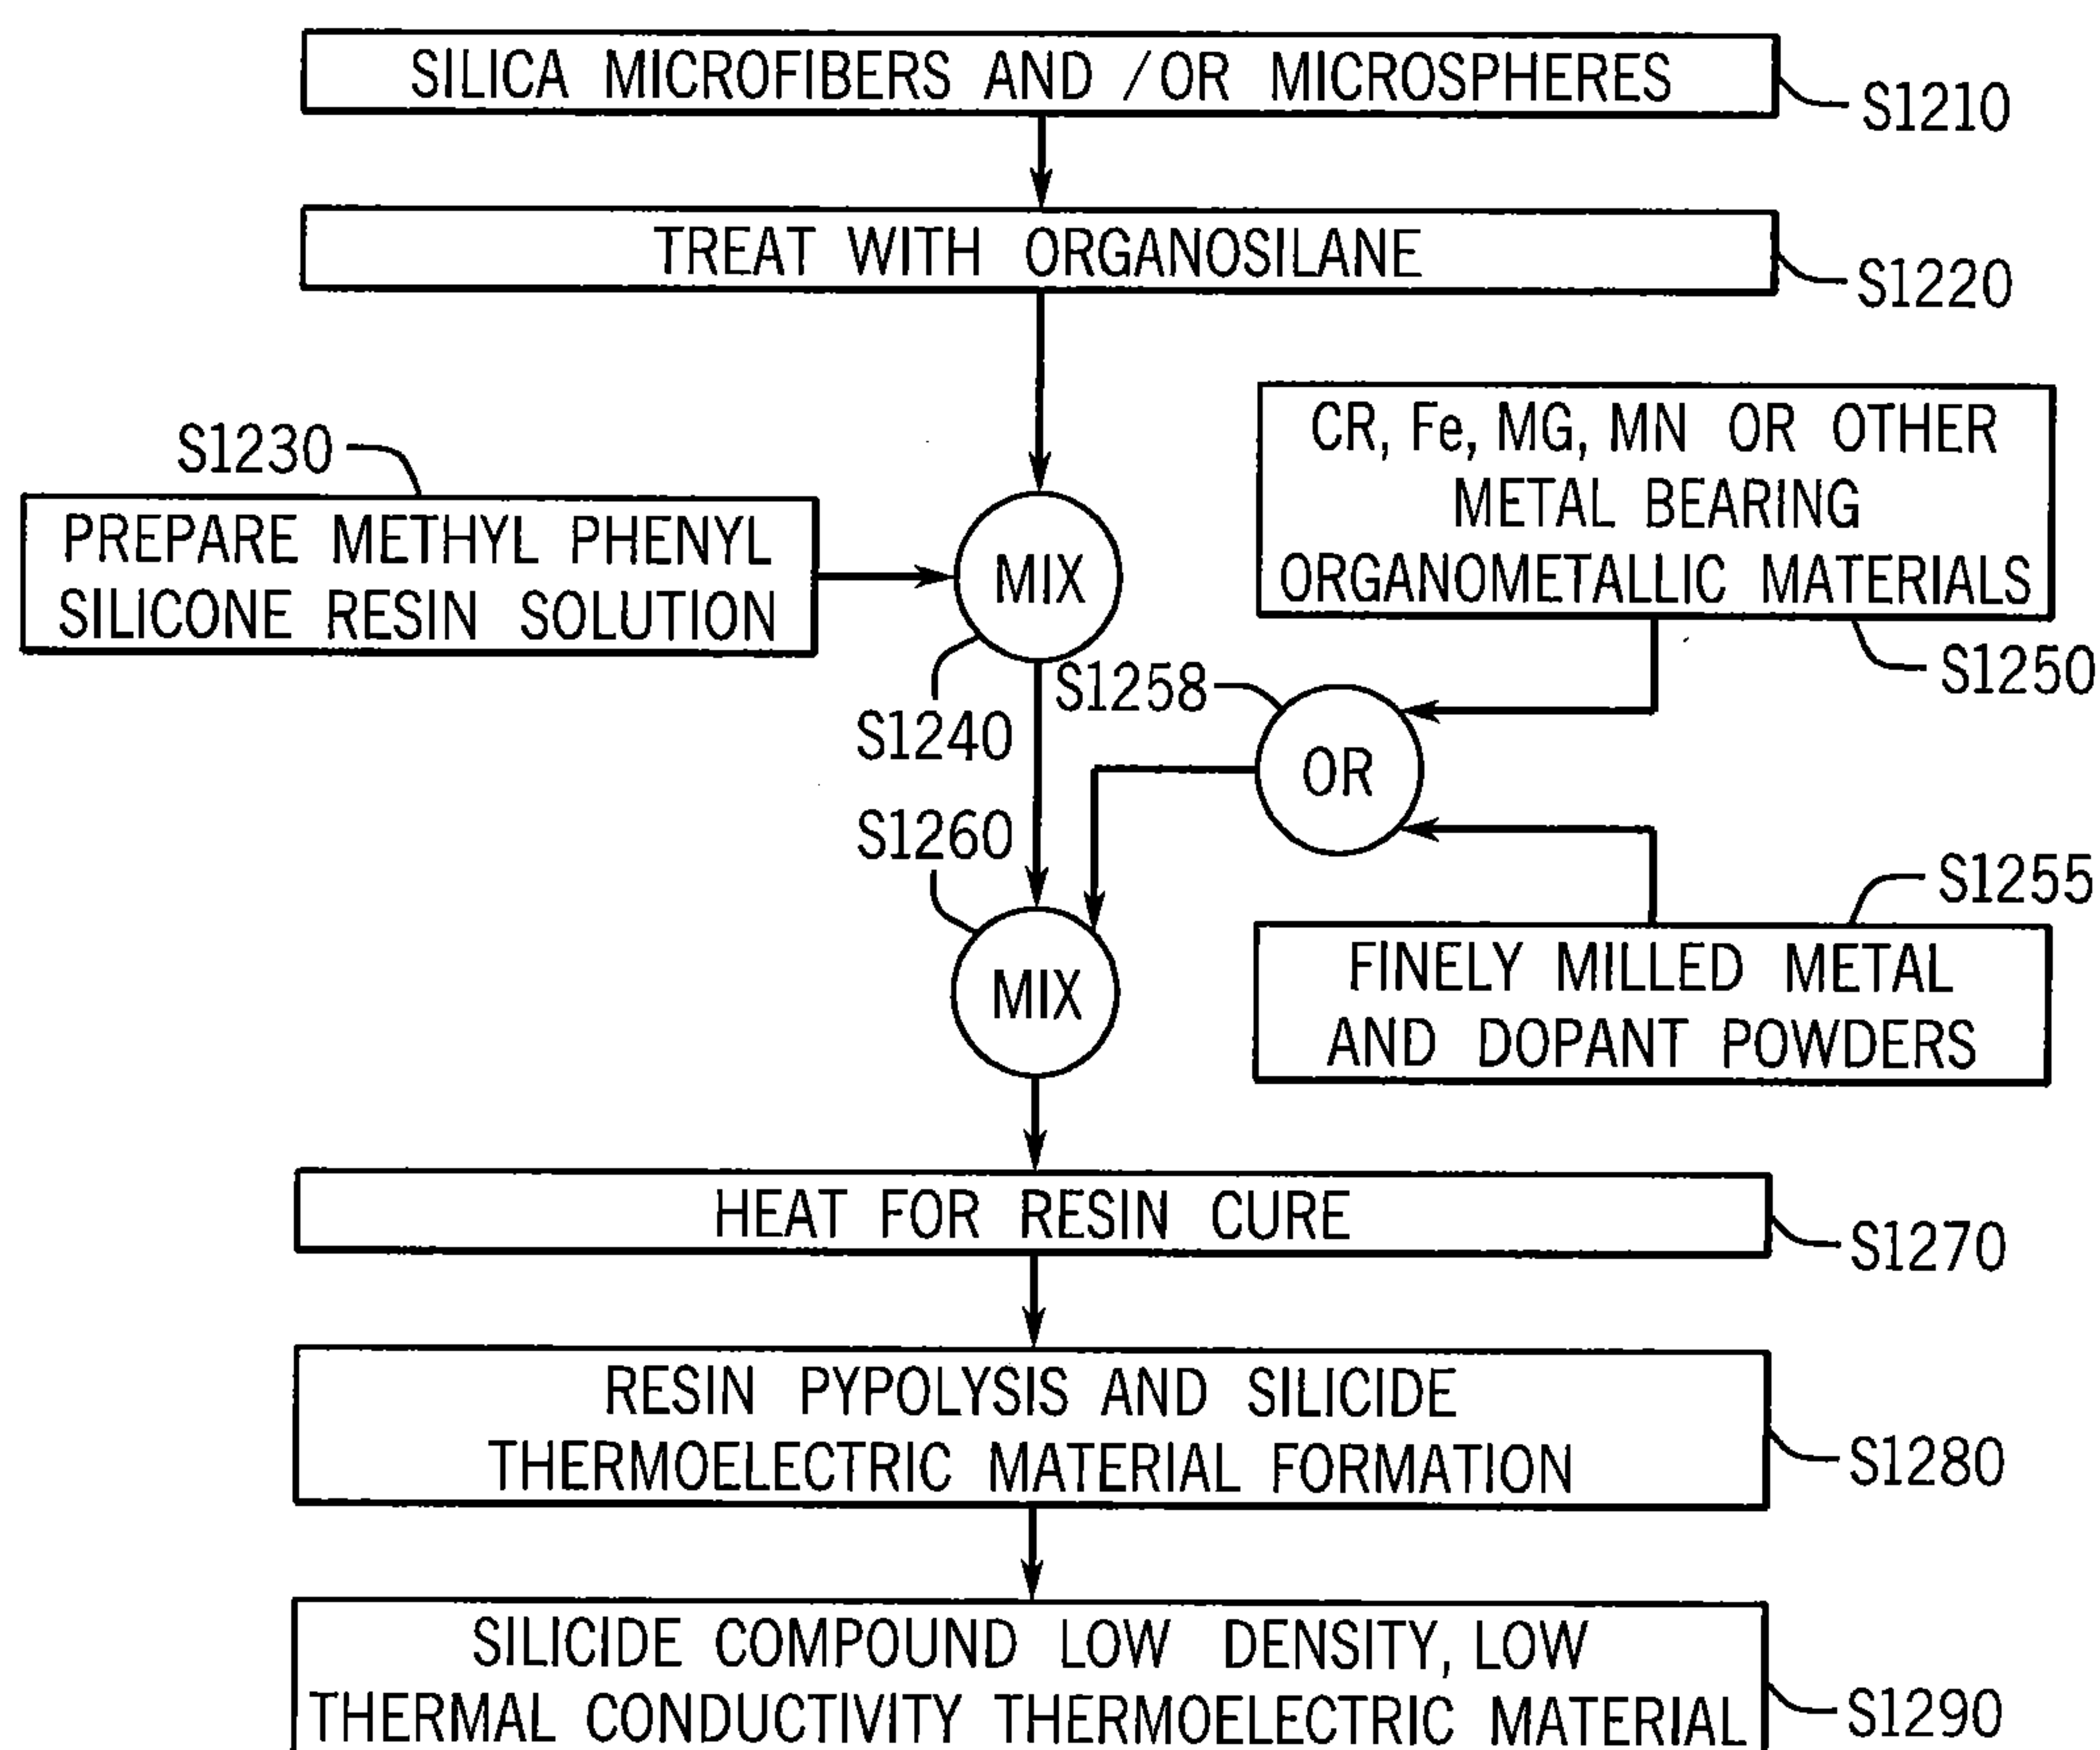 SILICA MICROFIBERS AND /OR MICROSPHERES
S1210
TREAT WITH ORGANOSILANE
S1220
S1230
PREPARE METHYL PHENYL
SILICONE RESIN SOLUTION
MIX
S1240
CR, Fe, MG, MN OR OTHER
METAL BEARING
ORGANOMETALLIC MATERIALS
S1250
S1258
OR
S1255
FINELY MILLED METAL
AND DOPANT POWDERS
S1260
MIX
HEAT FOR RESIN CURE
S1270
RESIN PYPOLYSIS AND SILICIDE
THERMOELECTRIC MATERIAL FORMATION
S1280
SILICIDE COMPOUND LOW DENSITY, LOW
THERMAL CONDUCTIVITY THERMOELECTRIC MATERIAL
S1290